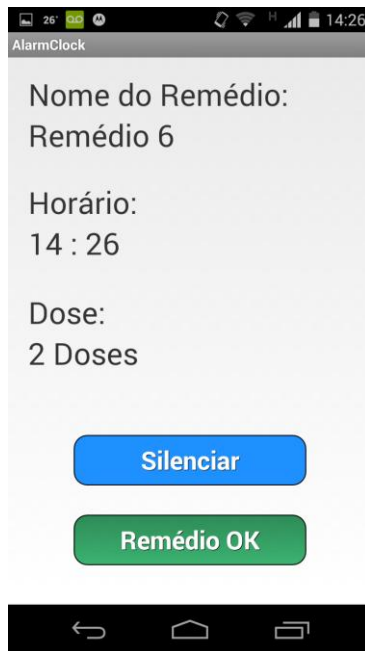 26° H 14:26
AlarmClock
Nome do Remédio:
Remédio 6
Horário:
14 : 26
Dose:
2 Doses
Silenciar
Remédio OK